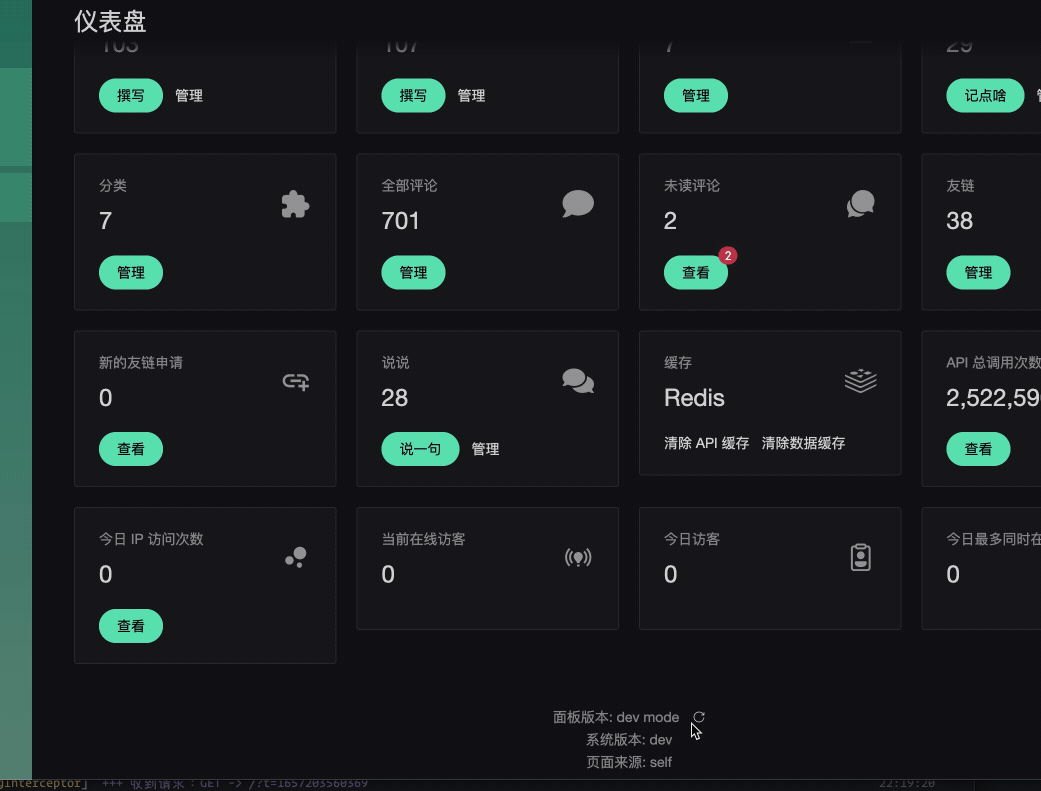 仪表盘
103 107 7 29
撰写 管理 撰写 管理 管理 记点啥
分类 全部评论 未读评论 友链
7 701 2 38
2
管理 管理 查看 管理
新的友链申请 说说 缓存 API 总调用次数
0 28 Redis 2,522,59
查看 说一句 管理 清除 API 缓存 清除数据缓存 查看
今日 IP 访问次数 当前在线访客 今日访客 今日最多同时在
0 0 0 0
查看
面板版本: dev mode
系统版本: dev
页面来源: self
gInterceptor] +++ 收到请求：GET -> /?t=1657203560369 22:19:20